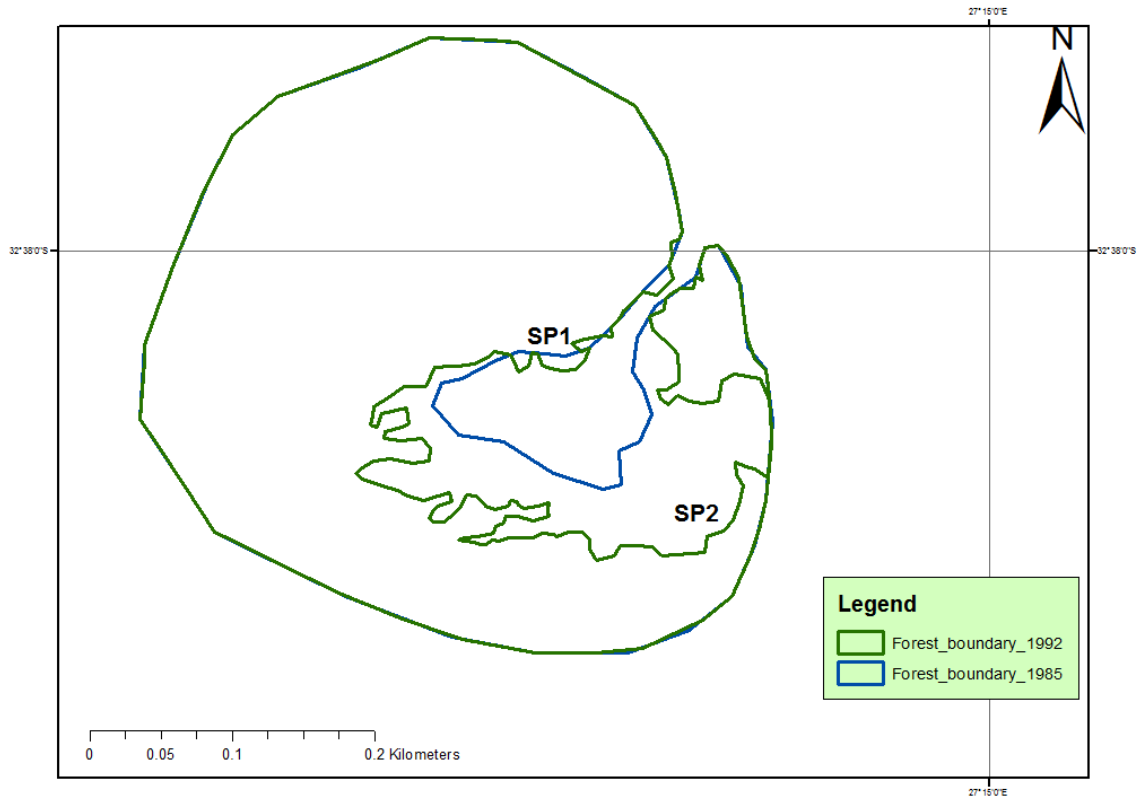 27°15'0"E
N
32°38'0"S
32°38'0"S
SP1
SP2
Legend
Forest_boundary_1992
Forest_boundary_1985
0 0.05 0.1 0.2 Kilometers
27°15'0"E